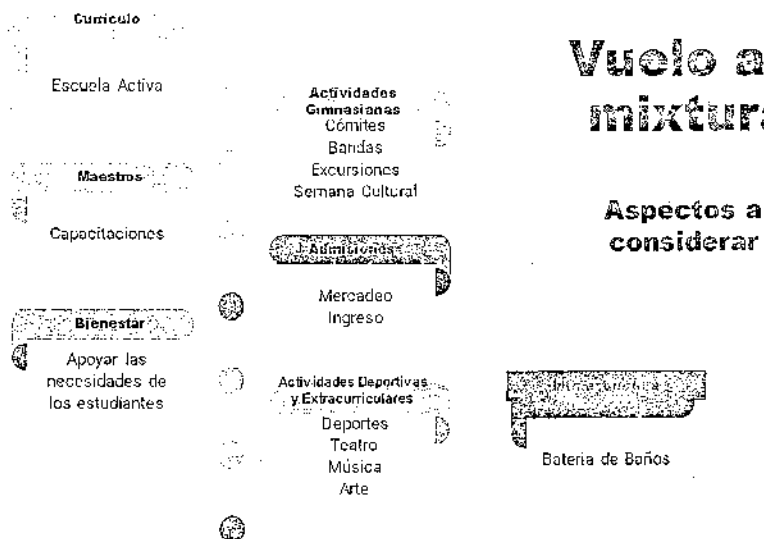 Currículo
Escuela Activa
Maestros
Capacitaciones
Bienestar
Apoyar las
necesidades de
los estudiantes
Actividades
Gimnasianas
Cómites
Bandas
Excursiones
Semana Cultural
Admisiones
Mercadeo
Ingreso
Actividades Deportivas
y Extracurriculares
Deportes
Teatro
Música
Arte
Vuelo a
mixtura
Aspectos a
considerar
Bateria de Baños